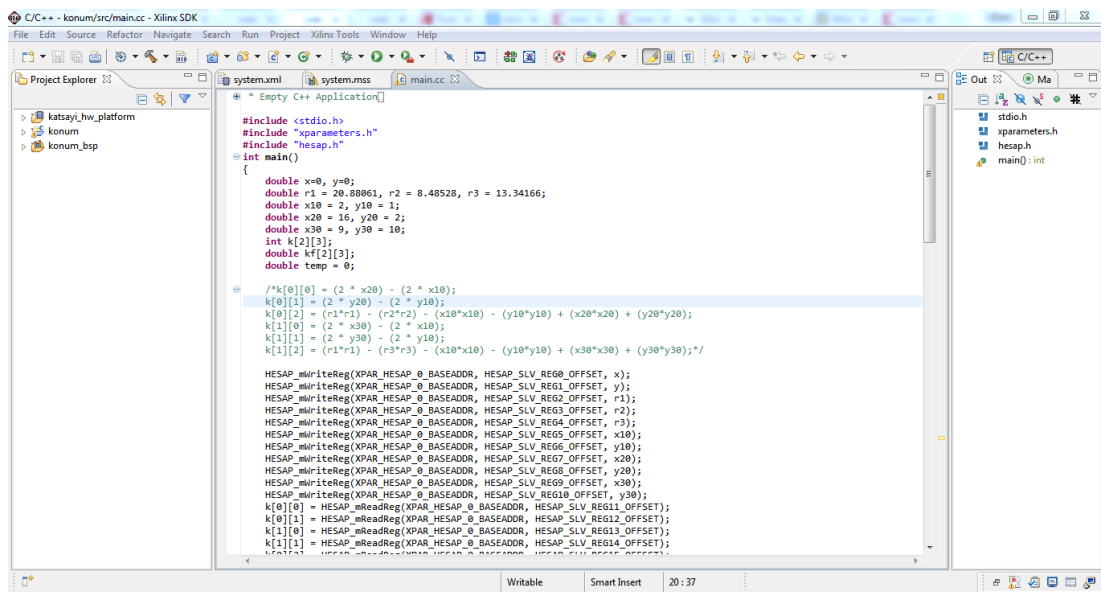 C/C++ - konum/src/main.cc - Xilinx SDK
File Edit Source Refactor Navigate Search Run Project Xilinx Tools Window Help
C/C++
Project Explorer
system.xml
system.mss
main.cc
Out
Ma
katsayi_hw_platform
konum
konum_bsp
* Empty C++ Application
#include <stdio.h>
#include "xparameters.h"
#include "hesap.h"
int main()
{
double x=0, y=0;
double r1 = 20.88061, r2 = 8.48528, r3 = 13.34166;
double x10 = 2, y10 = 1;
double x20 = 16, y20 = 2;
double x30 = 9, y30 = 10;
int k[2][3];
double kf[2][3];
double temp = 0;
/*k[0][0] = (2 * x20) - (2 * x10);
k[0][1] = (2 * y20) - (2 * y10);
k[0][2] = (r1*r1) - (r2*r2) - (x10*x10) - (y10*y10) + (x20*x20) + (y20*y20);
k[1][0] = (2 * x30) - (2 * x10);
k[1][1] = (2 * y30) - (2 * y10);
k[1][2] = (r1*r1) - (r3*r3) - (x10*x10) - (y10*y10) + (x30*x30) + (y30*y30);*/
HESAP_mWriteReg(XPAR_HESAP_0_BASEADDR, HESAP_SLV_REG0_OFFSET, x);
HESAP_mWriteReg(XPAR_HESAP_0_BASEADDR, HESAP_SLV_REG1_OFFSET, y);
HESAP_mWriteReg(XPAR_HESAP_0_BASEADDR, HESAP_SLV_REG2_OFFSET, r1);
HESAP_mWriteReg(XPAR_HESAP_0_BASEADDR, HESAP_SLV_REG3_OFFSET, r2);
HESAP_mWriteReg(XPAR_HESAP_0_BASEADDR, HESAP_SLV_REG4_OFFSET, r3);
HESAP_mWriteReg(XPAR_HESAP_0_BASEADDR, HESAP_SLV_REG5_OFFSET, x10);
HESAP_mWriteReg(XPAR_HESAP_0_BASEADDR, HESAP_SLV_REG6_OFFSET, y10);
HESAP_mWriteReg(XPAR_HESAP_0_BASEADDR, HESAP_SLV_REG7_OFFSET, x20);
HESAP_mWriteReg(XPAR_HESAP_0_BASEADDR, HESAP_SLV_REG8_OFFSET, y20);
HESAP_mWriteReg(XPAR_HESAP_0_BASEADDR, HESAP_SLV_REG9_OFFSET, x30);
HESAP_mWriteReg(XPAR_HESAP_0_BASEADDR, HESAP_SLV_REG10_OFFSET, y30);
k[0][0] = HESAP_mReadReg(XPAR_HESAP_0_BASEADDR, HESAP_SLV_REG11_OFFSET);
k[0][1] = HESAP_mReadReg(XPAR_HESAP_0_BASEADDR, HESAP_SLV_REG12_OFFSET);
k[1][0] = HESAP_mReadReg(XPAR_HESAP_0_BASEADDR, HESAP_SLV_REG13_OFFSET);
k[1][1] = HESAP_mReadReg(XPAR_HESAP_0_BASEADDR, HESAP_SLV_REG14_OFFSET);
stdio.h
xparameters.h
hesap.h
main() : int
Writable
Smart Insert
20 : 37